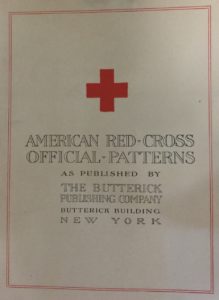 AMERICAN RED-CROSS
OFFICIAL-PATTERNS
AS PUBLISHED BY
THE BUTTERICK
PUBLISHING COMPANY
BUTTERICK BUILDING
NEW YORK